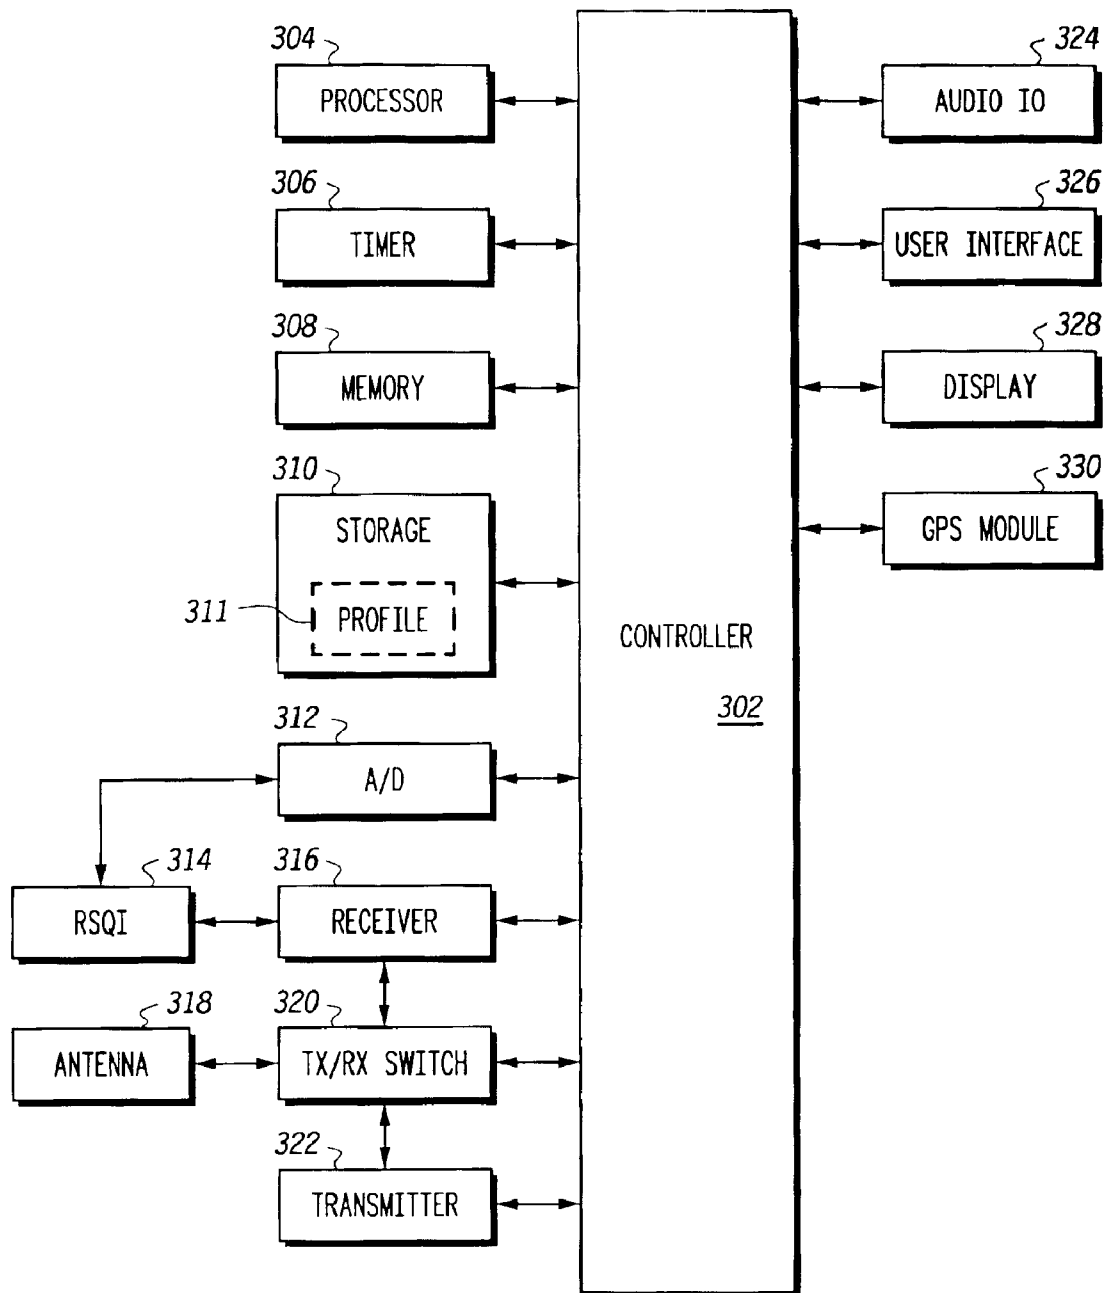 304
PROCESSOR
306
TIMER
308
MEMORY
310
STORAGE
311
PROFILE
312
A/D
314
RSQI
316
RECEIVER
318
ANTENNA
320
TX/RX SWITCH
322
TRANSMITTER
CONTROLLER
302
324
AUDIO IO
326
USER INTERFACE
328
DISPLAY
330
GPS MODULE